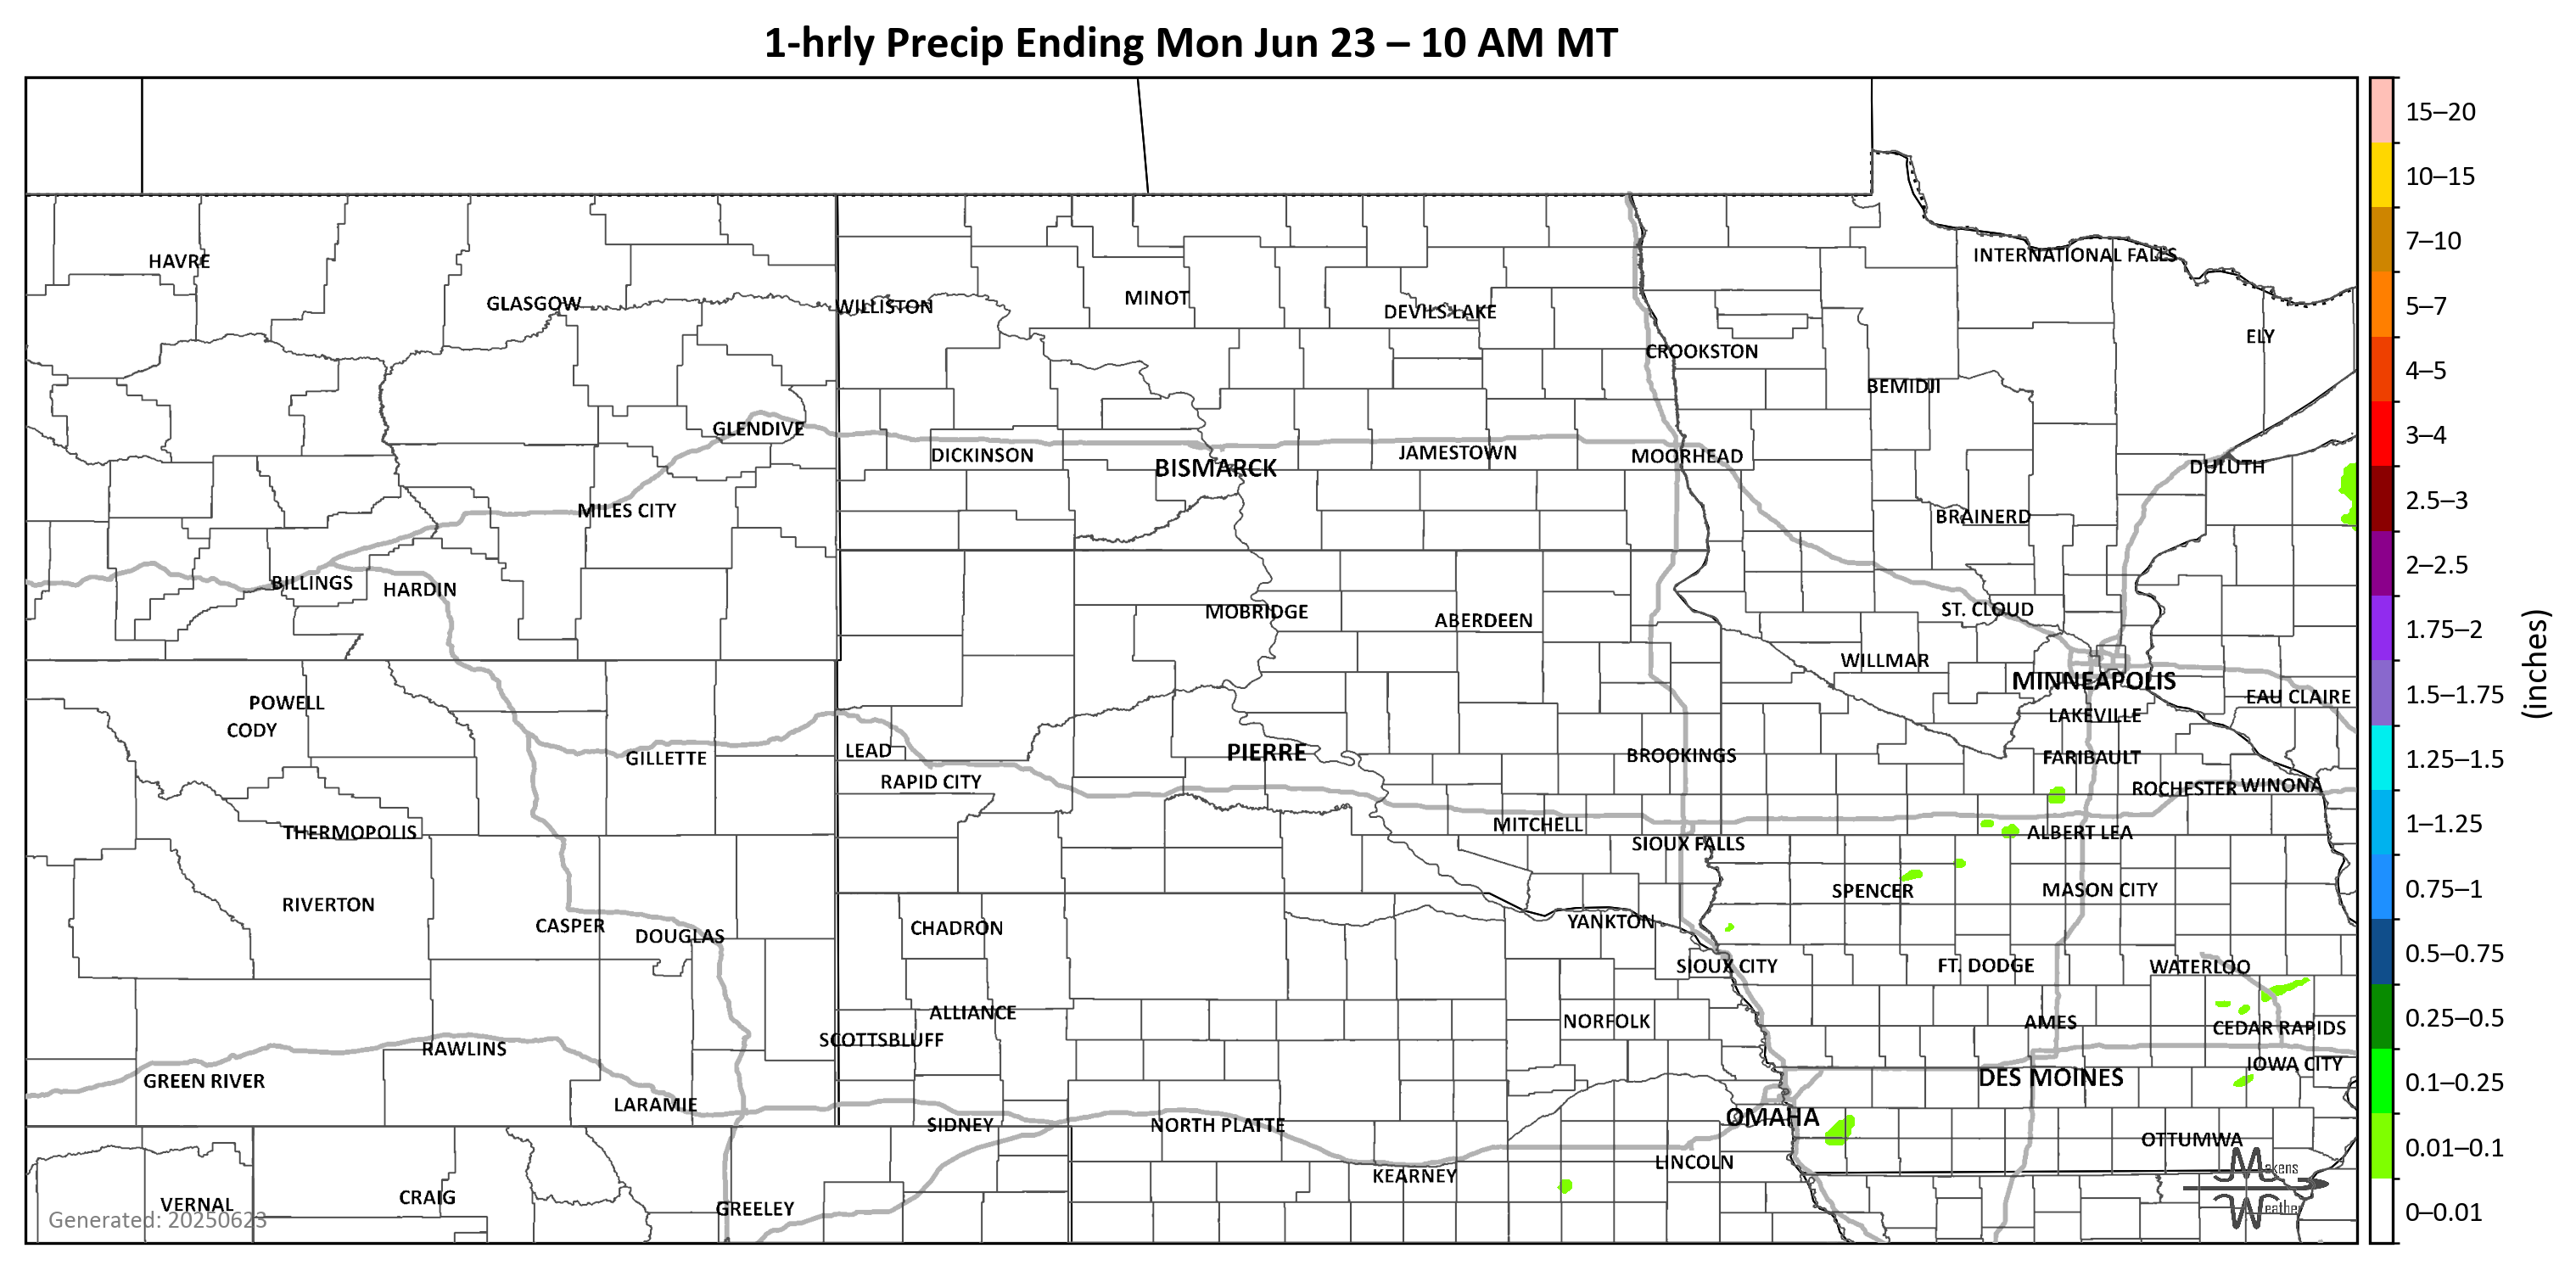 1-hrly Precip Ending Mon Jun 23 – 10 AM MT
15–20
10–15
7–10
5–7
4–5
3–4
2.5–3
2–2.5
1.75–2
1.5–1.75
1.25–1.5
1–1.25
0.75–1
0.5–0.75
0.25–0.5
0.1–0.25
0.01–0.1
0–0.01
(inches)
HAVRE
INTERNATIONAL FALLS
GLASGOW
WILLISTON
MINOT
DEVILS LAKE
ELY
CROOKSTON
BEMIDJI
GLENDIVE
DICKINSON
BISMARCK
JAMESTOWN
MOORHEAD
DULUTH
MILES CITY
BRAINERD
BILLINGS
HARDIN
MOBRIDGE
ABERDEEN
ST. CLOUD
WILLMAR
MINNEAPOLIS
EAU CLAIRE
POWELL
CODY
LAKEVILLE
GILLETTE
LEAD
PIERRE
BROOKINGS
FARIBAULT
RAPID CITY
ROCHESTER
WINONA
THERMOPOLIS
MITCHELL
ALBERT LEA
SIOUX FALLS
RIVERTON
SPENCER
MASON CITY
CASPER
DOUGLAS
CHADRON
YANKTON
SIOUX CITY
FT. DODGE
WATERLOO
ALLIANCE
NORFOLK
AMES
CEDAR RAPIDS
SCOTTSBLUFF
RAWLINS
IOWA CITY
GREEN RIVER
DES MOINES
LARAMIE
SIDNEY
NORTH PLATTE
OMAHA
OTTUMWA
LINCOLN
KEARNEY
VERNAL
CRAIG
GREELEY
Generated: 20250623
Makens
Weather